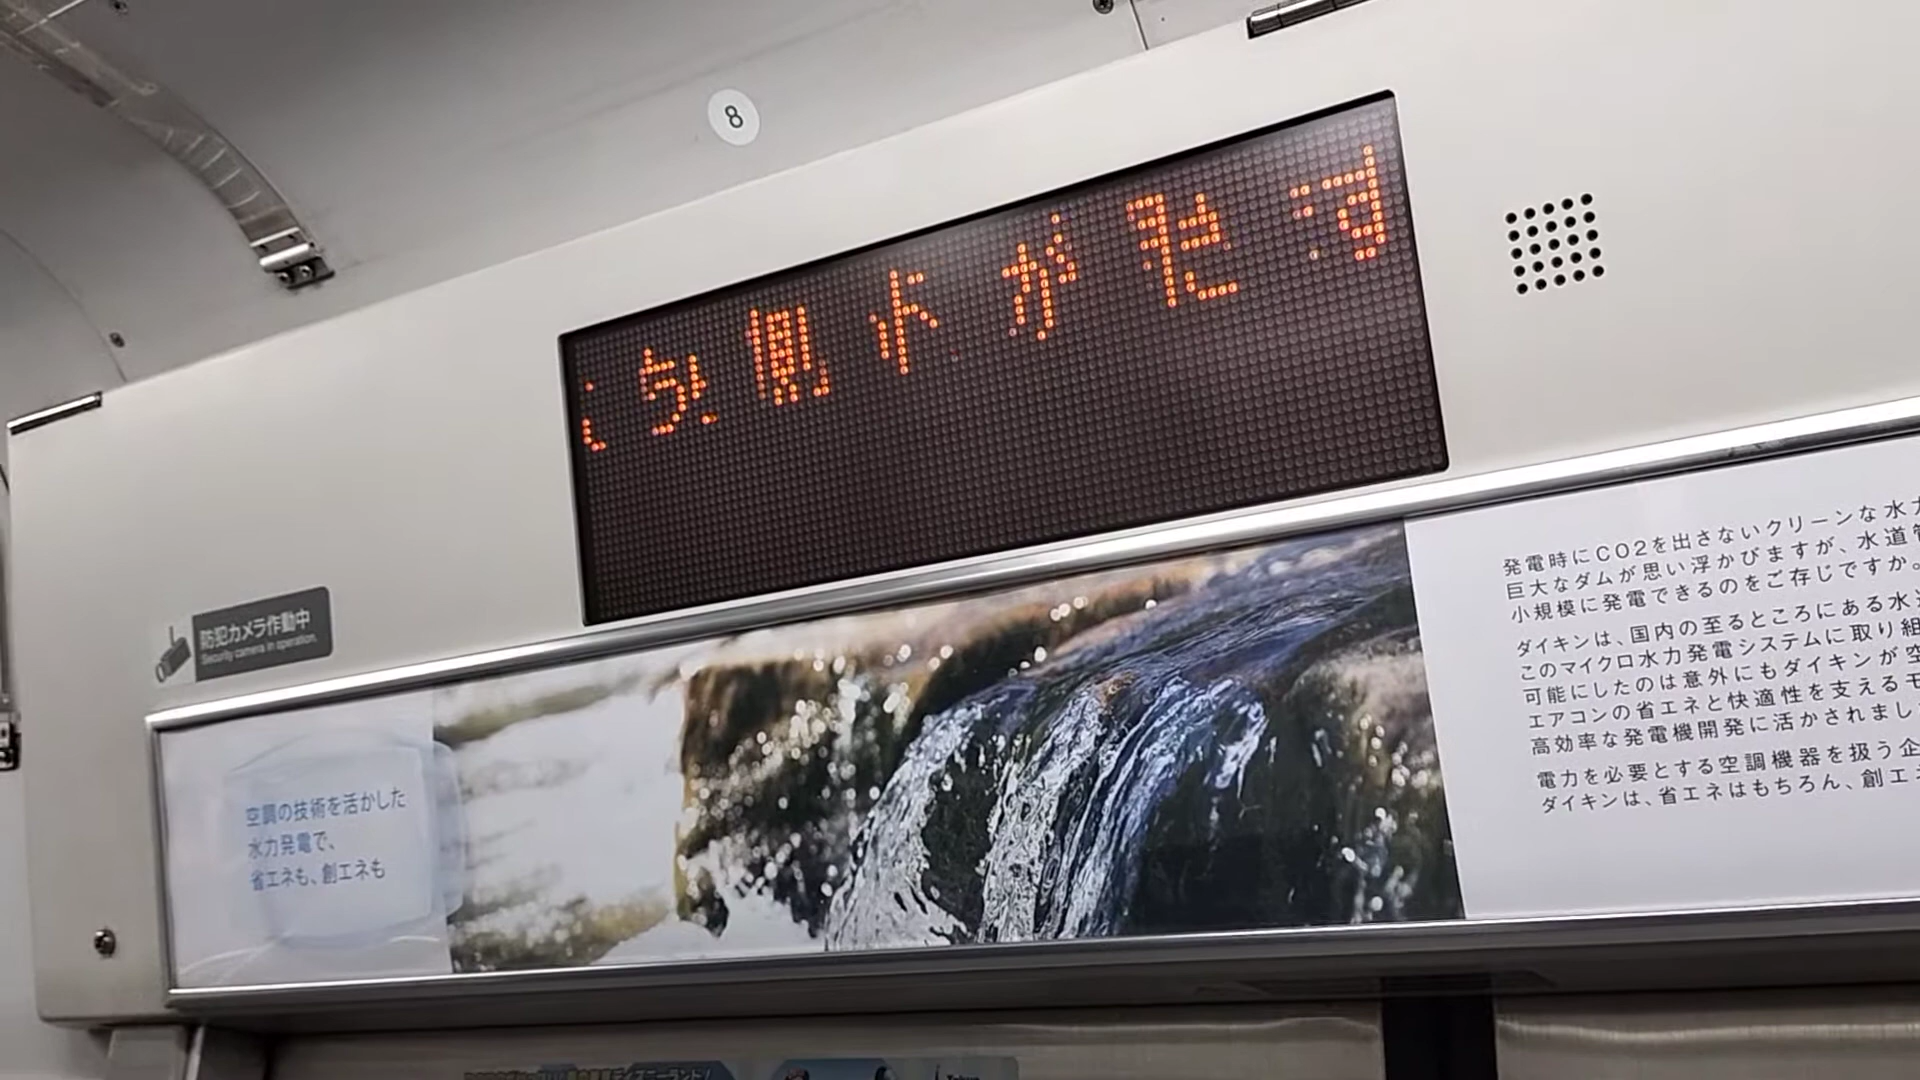 8
防犯カメラ作動中
Security camera in operation.
空調の技術を活かした
水力発電で、
省エネも、創エネも
発電時にCO2を出さないクリーンな水力
巨大なダムが思い浮かびますが、水道管
小規模に発電できるのをご存じですか。
ダイキンは、国内の至るところにある水道
このマイクロ水力発電システムに取り組
可能にしたのは意外にもダイキンが空
エアコンの省エネと快適性を支えるモ
高効率な発電機開発に活かされまし
電力を必要とする空調機器を扱う企
ダイキンは、省エネはもちろん、創エネ